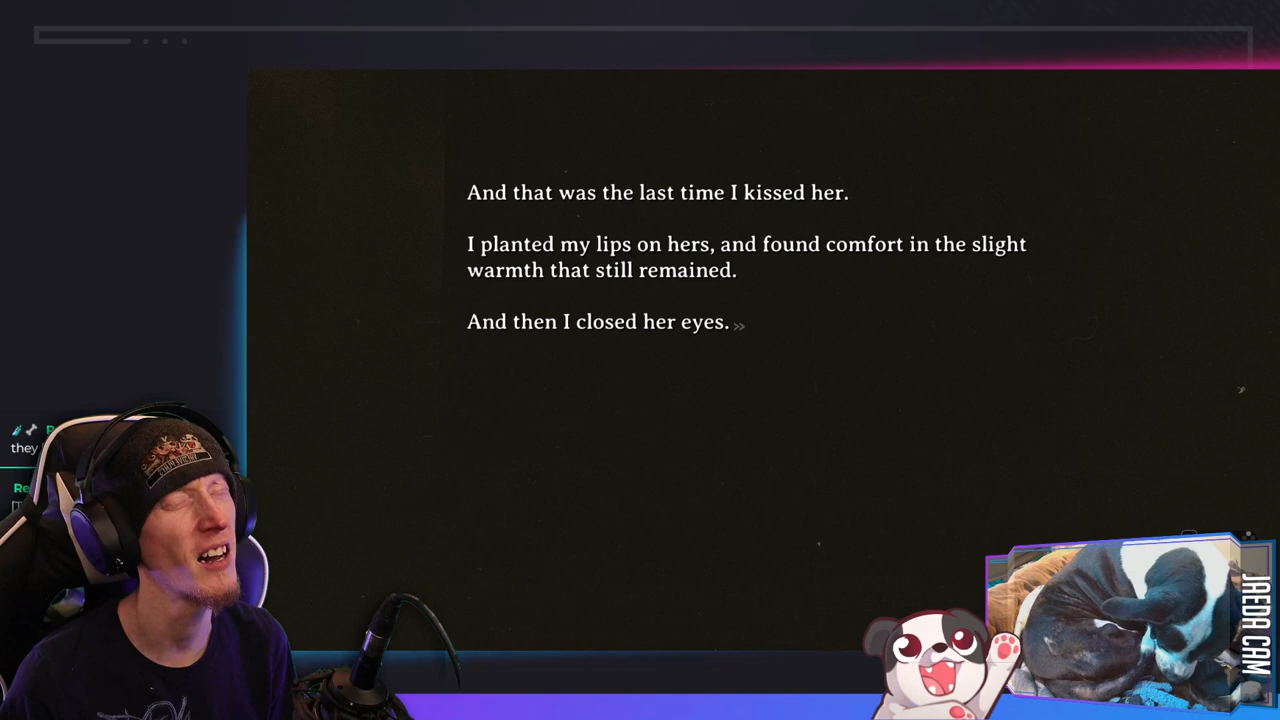 And that was the last time I kissed her.
I planted my lips on hers, and found comfort in the slight
warmth that still remained.
And then I closed her eyes.
they
Re
JAEDA CAM